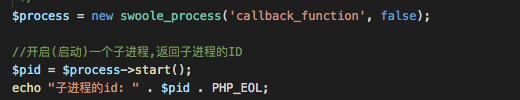 $process = new swoole_process('callback_function', false);
//开启(启动)一个子进程,返回子进程的ID
$pid = $process->start();
echo "子进程的id: " . $pid . PHP_EOL;